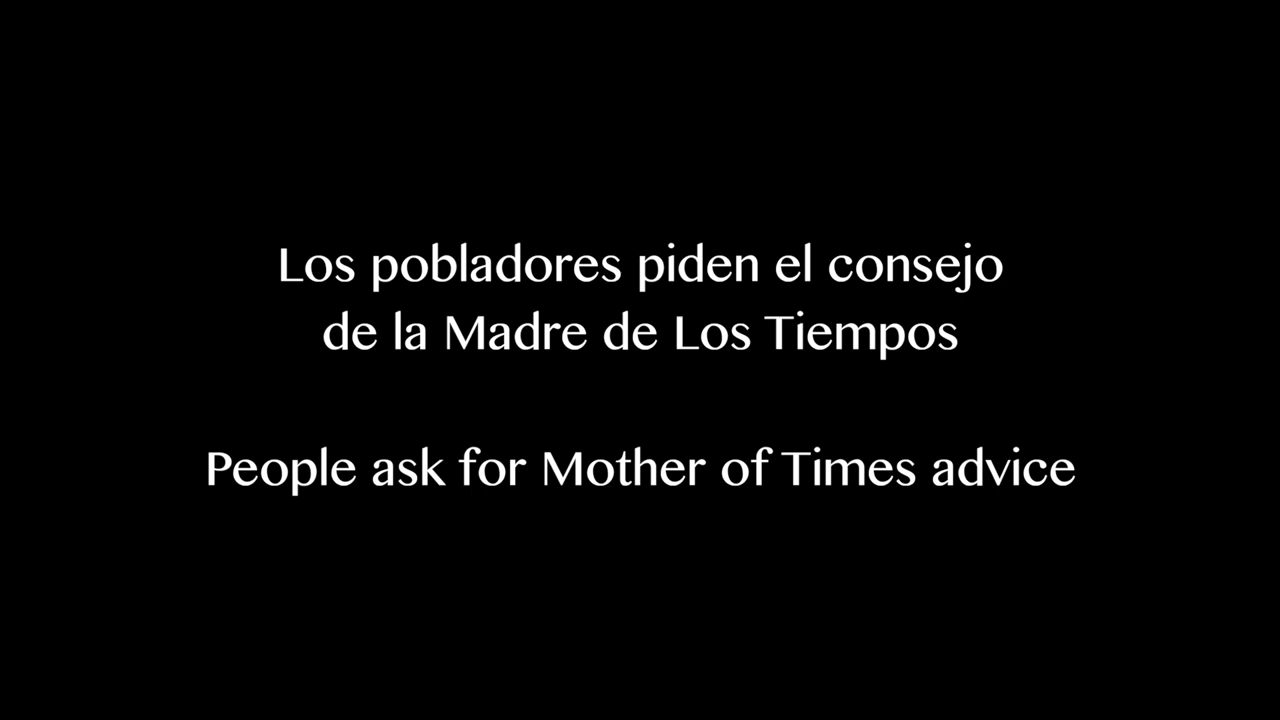 Los pobladores piden el consejo
de la Madre de Los Tiempos
People ask for Mother of Times advice